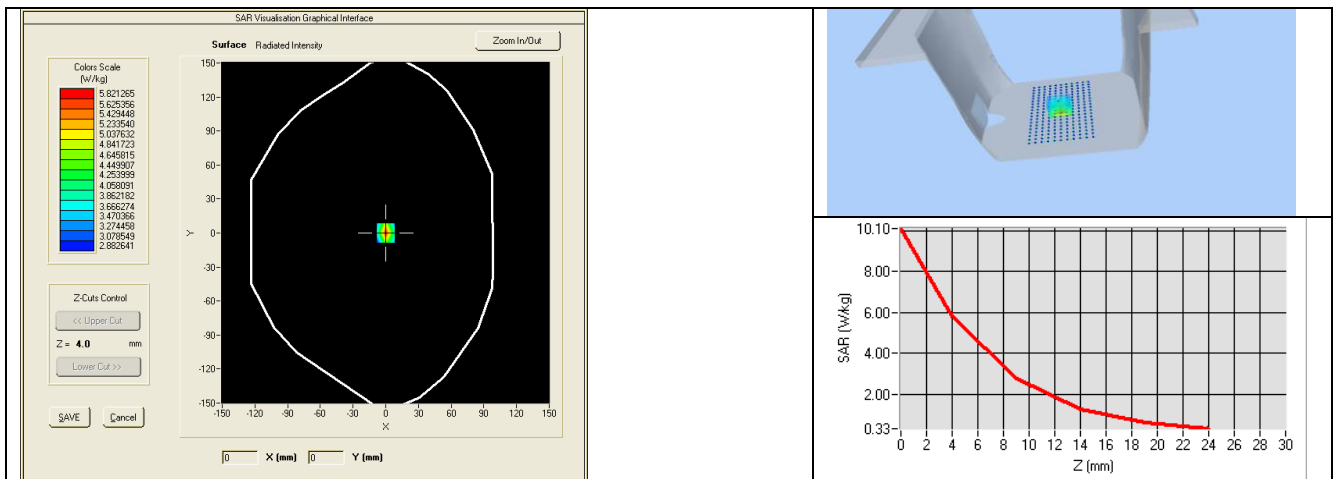 SAR Visualisation Graphical Interface
Surface Radiated Intensity
Zoom In/Out
Colors Scale
(W/kg)
5.821265
5.625356
5.429448
5.233540
5.037632
4.841723
4.645815
4.449907
4.253999
4.058091
3.862182
3.666274
3.470366
3.274458
3.078549
2.882641
Z-Cuts Control
<< Upper Cut
Z = 4.0 mm
Lower Cut >>
SAVE Cancel
150-
120-
90-
60-
30-
Y 0-
-30-
-60-
-90-
-120-
-150-
-150 -120 -90 -60 -30 0 30 60 90 120 150
X
0 X (mm) 0 Y (mm)
10.10-
8.00-
6.00-
4.00-
2.00-
0.33-
SAR (W/kg)
0 2 4 6 8 10 12 14 16 18 20 22 24 26 28 30
Z (mm)